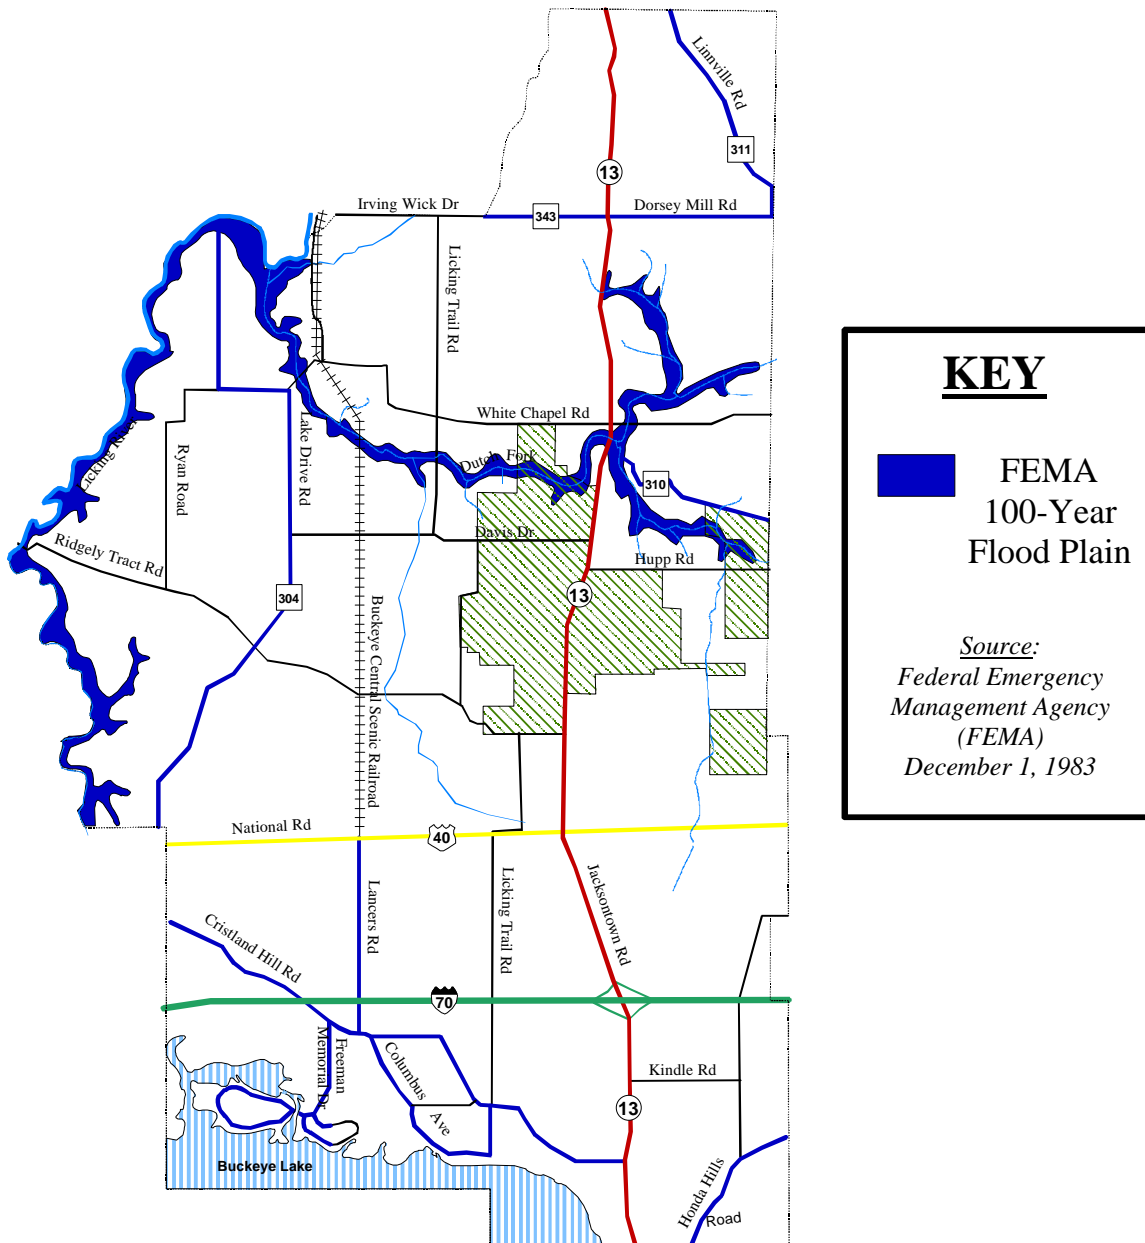 Linnville Rd
311
13
Irving Wick Dr
343
Dorsey Mill Rd
Licking Trail Rd
White Chapel Rd
Lake Drive Rd
Ryan Road
Licking River
Dutch Fork
310
Davis Dr
Hupp Rd
Ridgely Tract Rd
304
13
Buckeye Central Scenic Railroad
National Rd
40
Lancers Rd
Licking Trail Rd
Jacksontown Rd
Cristland Hill Rd
70
Freeman
Memorial Dr
Columbus
Ave
Kindle Rd
13
Buckeye Lake
Honda Hills
Road
KEY
FEMA
100-Year
Flood Plain
Source:
Federal Emergency
Management Agency
(FEMA)
December 1, 1983